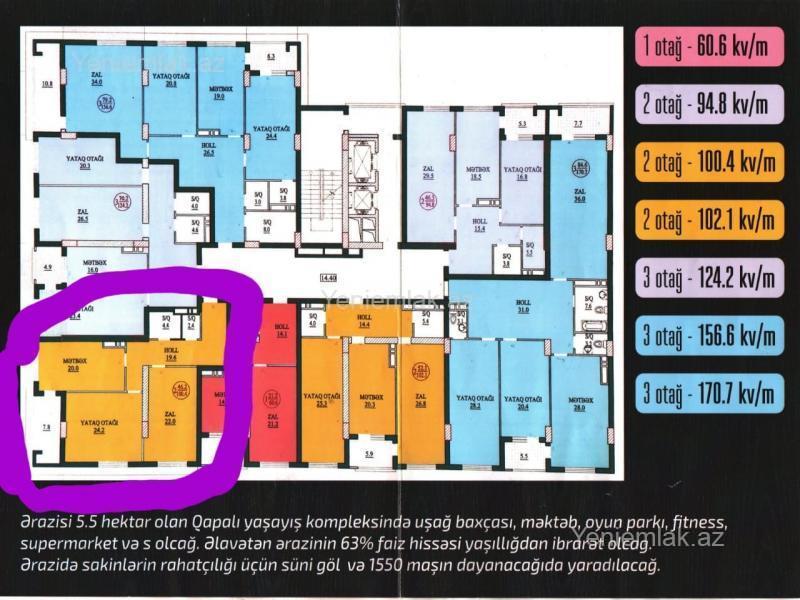 Yeniemlak.az
1 otağ - 60.6 kv/m
2 otağ - 94.8 kv/m
2 otağ - 100.4 kv/m
2 otağ - 102.1 kv/m
3 otağ - 124.2 kv/m
3 otağ - 156.6 kv/m
3 otağ - 170.7 kv/m
10.8
ZAL
34.0
YATAQ OTAĞI
20.8
MƏTBƏX
19.0
6.3
YATAQ OTAĞI
24.4
HOLL
26.5
S/Q
3.0
S/Q
3.8
S/Q
8.0
YATAQ OTAĞI
20.3
ZAL
26.5
S/Q
4.0
S/Q
4.6
4.9
MƏTBƏX
16.0
ZAL
29.5
MƏTBƏX
18.5
5.3
YATAQ OTAĞI
16.8
HOLL
15.4
S/Q
3.8
S/Q
5.5
7.7
ZAL
36.0
14.40
Yeniemlak.az
HOLL
31.0
S/Q
7.6
S/Q
4.6
S/Q
2.4
HOLL
19.6
MƏTBƏX
20.0
7.8
YATAQ OTAĞI
24.2
ZAL
22.0
HOLL
14.1
MƏTBƏX
ZAL
21.2
S/Q
4.0
HOLL
14.4
S/Q
5.4
YATAQ OTAĞI
25.3
MƏTBƏX
20.3
5.9
ZAL
26.8
YATAQ OTAĞI
28.2
YATAQ OTAĞI
20.4
5.5
MƏTBƏX
28.0
Ərazisi 5.5 hektar olan Qapalı yaşayış kompleksində uşağ baxçası, məktəb, oyun parkı, fitness,
supermarket və s olcağ. Əlavətən ərazinin 63% faiz hissəsi yaşıllığdan ibrarət olcağ.
Ərazidə sakinlərin rahatçılığı üçün süni göl və 1550 maşın dayanacağıda yaradılacağ.
Yeniemlak.az